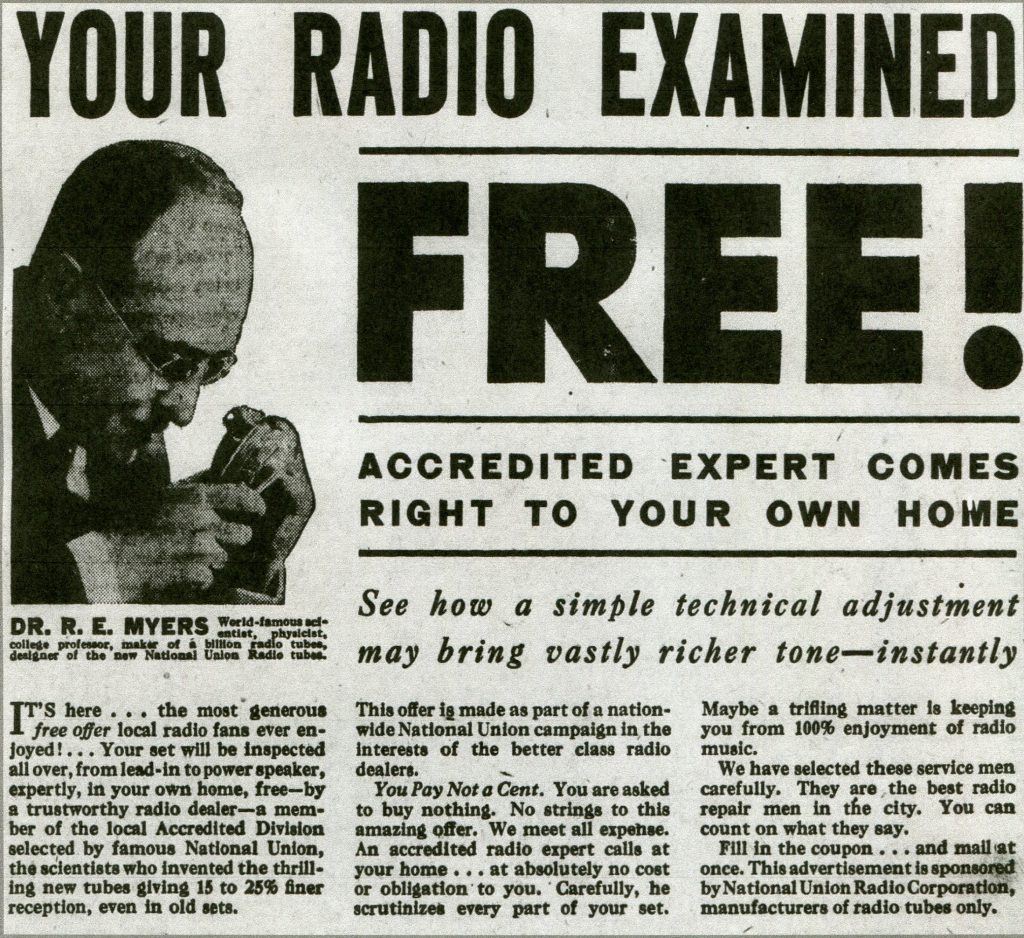 YOUR RADIO EXAMINED
FREE!
ACCREDITED EXPERT COMES
RIGHT TO YOUR OWN HOME
See how a simple technical adjustment
may bring vastly richer tone—instantly
DR. R. E. MYERS World-famous sci-
entist, physicist,
college professor, maker of a billion radio tubes,
designer of the new National Union Radio tubes.
IT'S here . . . the most generous
free offer local radio fans ever en-
joyed! . . . Your set will be inspected
all over, from lead-in to power speaker,
expertly, in your own home, free—by
a trustworthy radio dealer—a mem-
ber of the local Accredited Division
selected by famous National Union,
the scientists who invented the thrill-
ing new tubes giving 15 to 25% finer
reception, even in old sets.
This offer is made as part of a nation-
wide National Union campaign in the
interests of the better class radio
dealers.
You Pay Not a Cent. You are asked
to buy nothing. No strings to this
amazing offer. We meet all expense.
An accredited radio expert calls at
your home . . . at absolutely no cost
or obligation to you. Carefully, he
scrutinizes every part of your set.
Maybe a trifling matter is keeping
you from 100% enjoyment of radio
music.
We have selected these service men
carefully. They are the best radio
repair men in the city. You can
count on what they say.
Fill in the coupon . . . and mail at
once. This advertisement is sponsored
by National Union Radio Corporation,
manufacturers of radio tubes only.